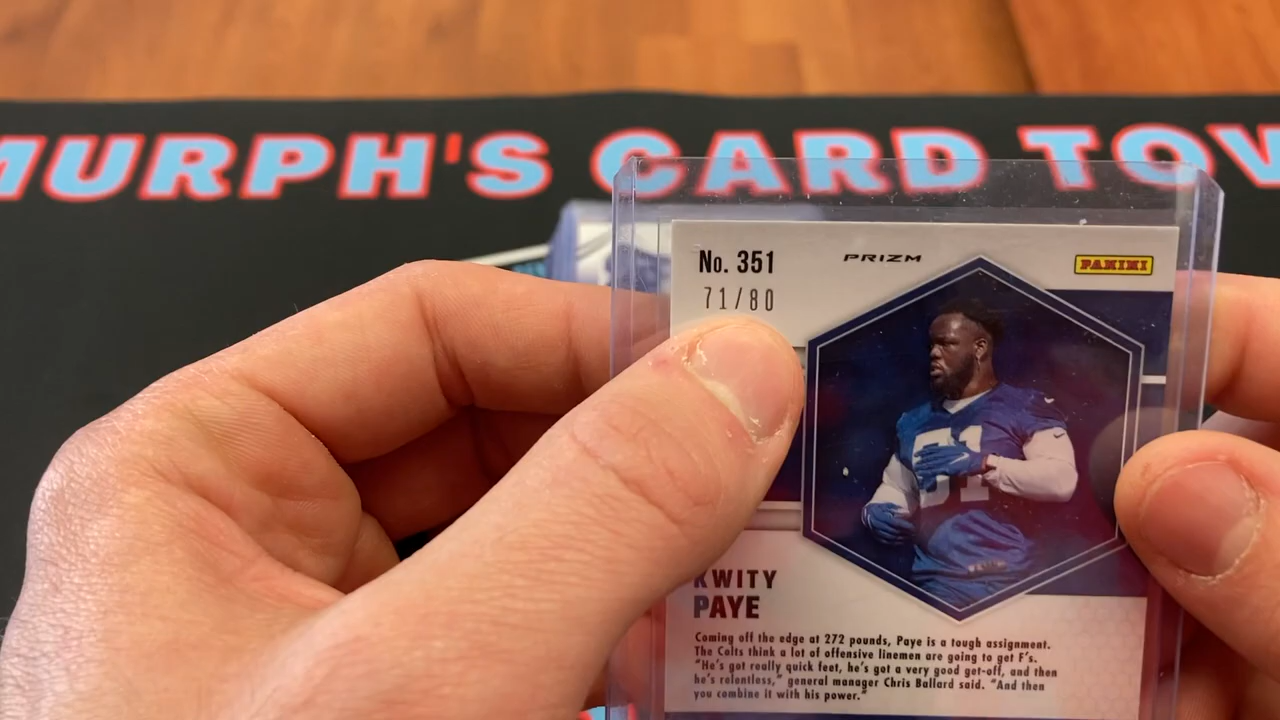 MURPH'S CARD TOW
No. 351
PRIZM
PANINI
71/80
51
KWITY
PAYE
Coming off the edge at 272 pounds, Paye is a tough assignment.
The Colts think a lot of offensive linemen are going to get F's.
"He's got really quick feet, he's got a very good get-off, and then
he's relentless," general manager Chris Ballard said. "And then
you combine it with his power."